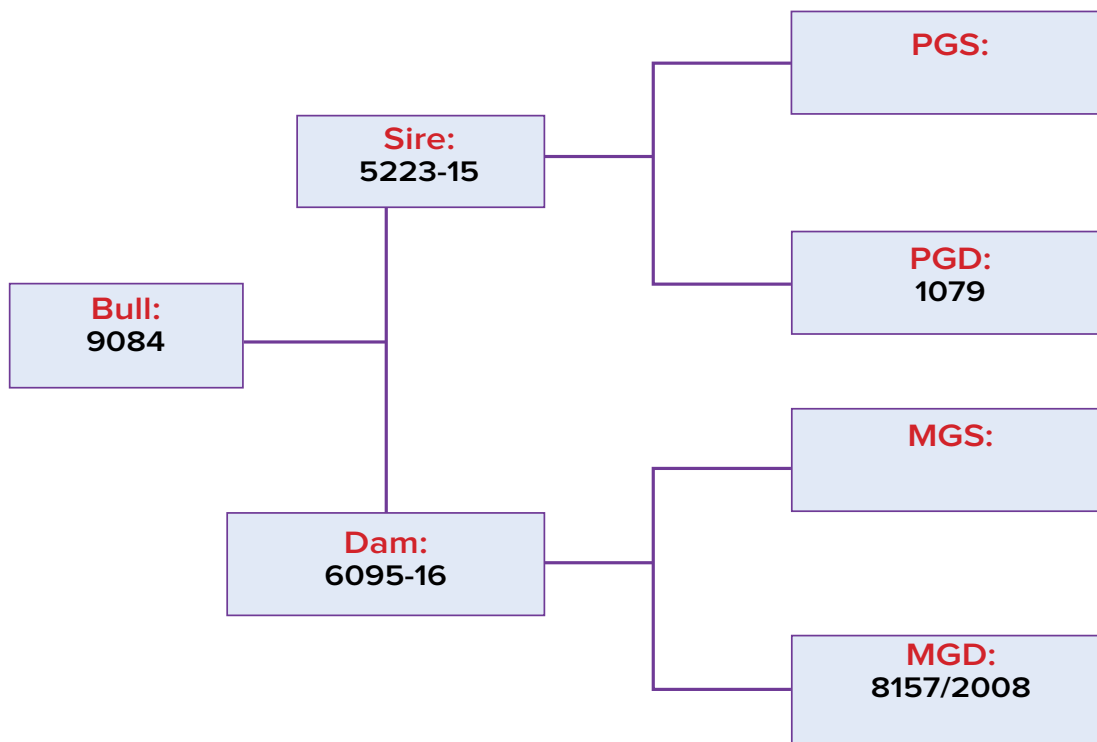 PGS:
Sire:
5223-15
PGD:
1079
Bull:
9084
MGS:
Dam:
6095-16
MGD:
8157/2008